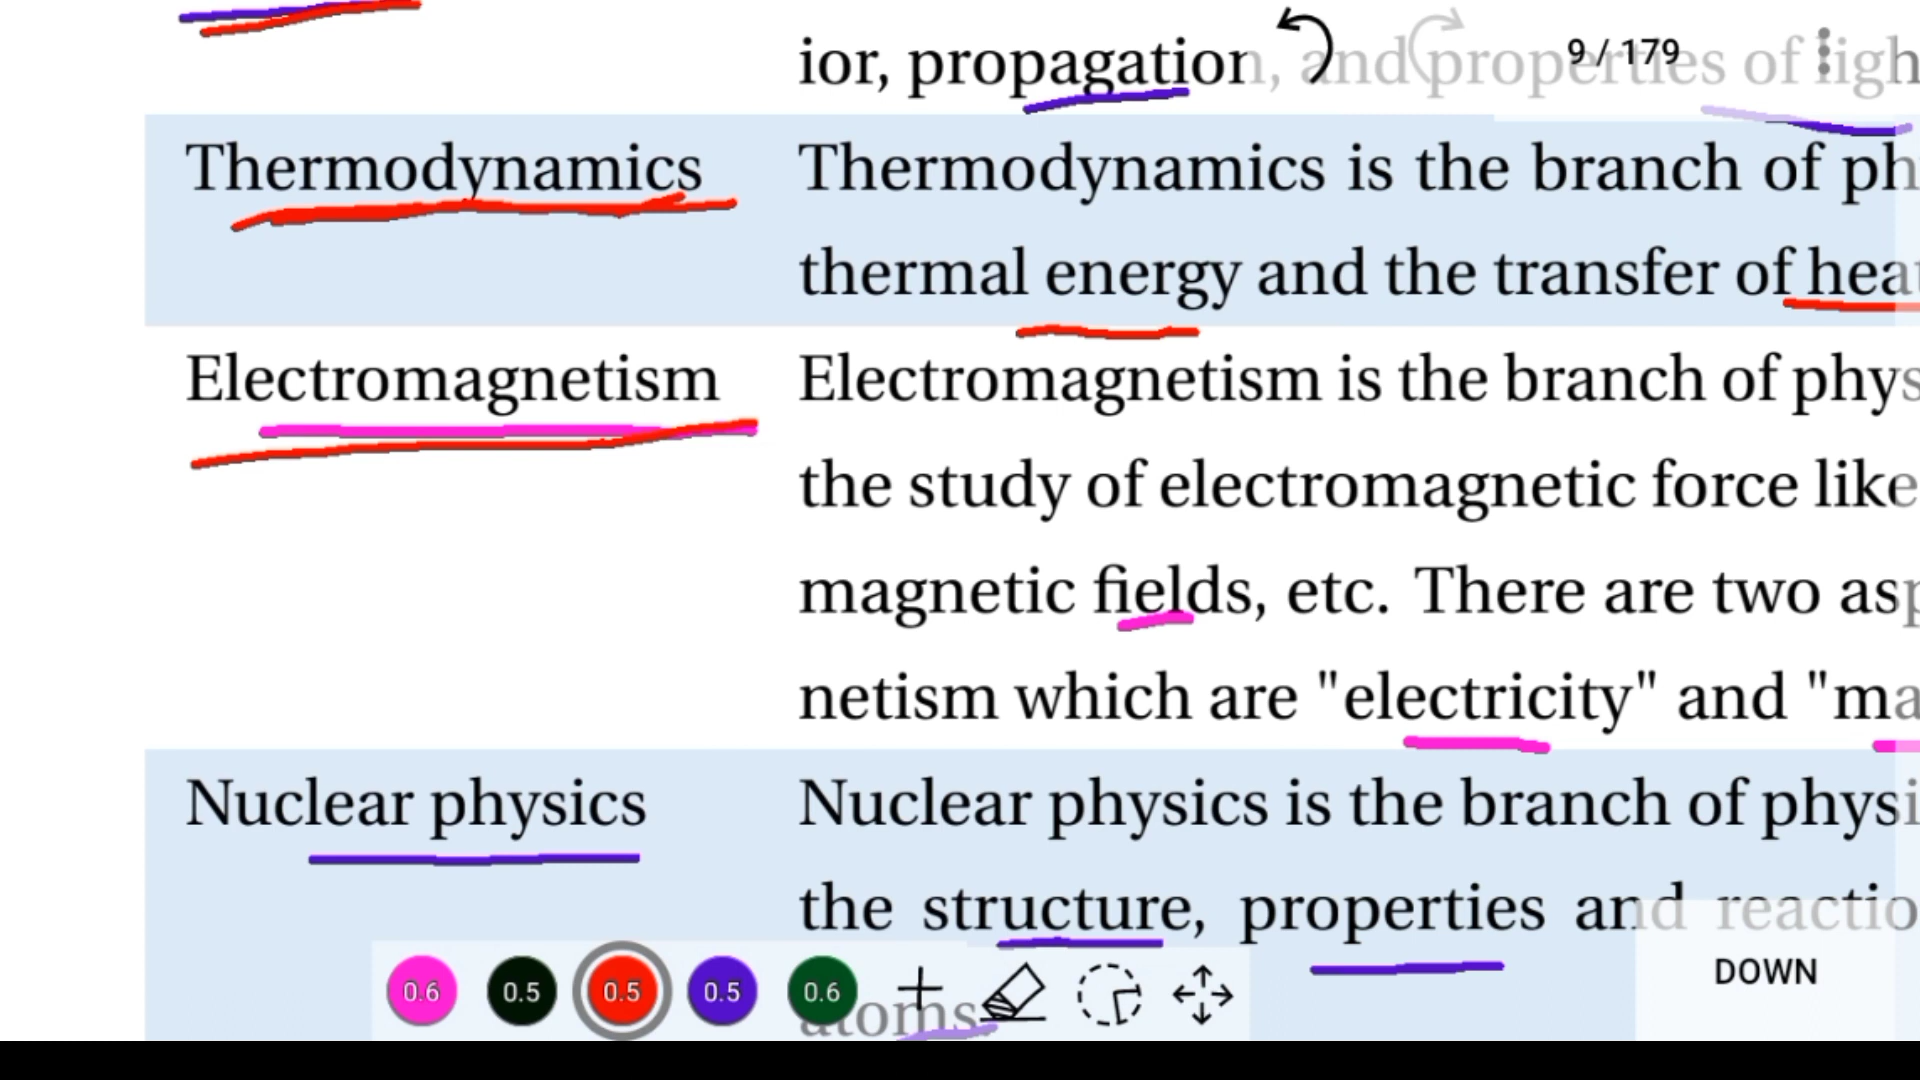 ior, propagation, and properties of ligh
9 / 179
Thermodynamics Thermodynamics is the branch of ph
thermal energy and the transfer of heat
Electromagnetism Electromagnetism is the branch of phys
the study of electromagnetic force like
magnetic fields, etc. There are two asp
netism which are "electricity" and "ma
Nuclear physics Nuclear physics is the branch of physi
the structure, properties and reactio
atoms.
0.6 0.5 0.5 0.5 0.6
DOWN